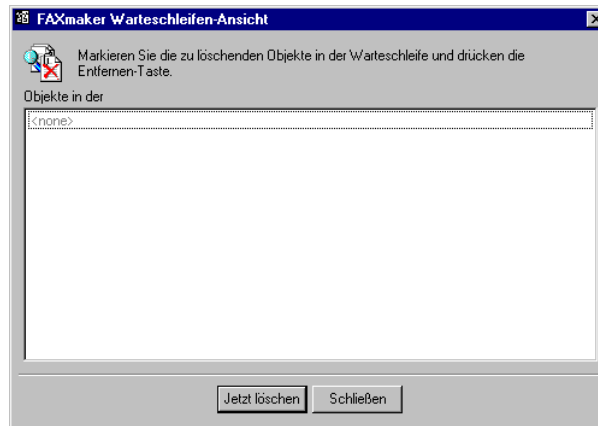 FAXmaker Warteschleifen-Ansicht
Markieren Sie die zu löschenden Objekte in der Warteschleife und drücken die
Entfernen-Taste.
Objekte in der
<none>
Jetzt löschen
Schließen